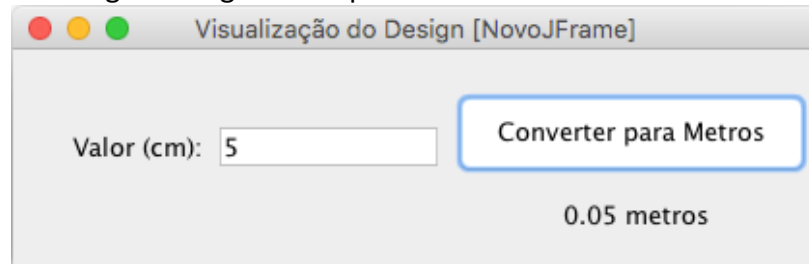 Visualização do Design [NovoJFrame]
Valor (cm): 5 Converter para Metros
0.05 metros